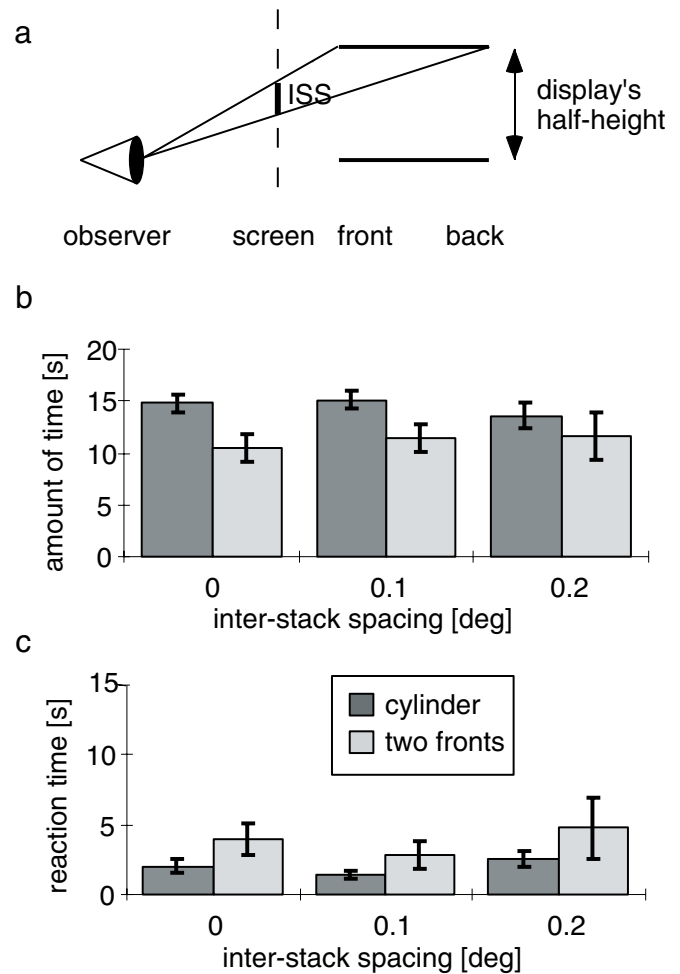 a
ISS
display's
half-height
observer
screen
front
back
b
amount of time [s]
20
15
10
5
0
0
0.1
0.2
inter-stack spacing [deg]
c
reaction time [s]
15
10
5
0
cylinder
two fronts
0
0.1
0.2
inter-stack spacing [deg]